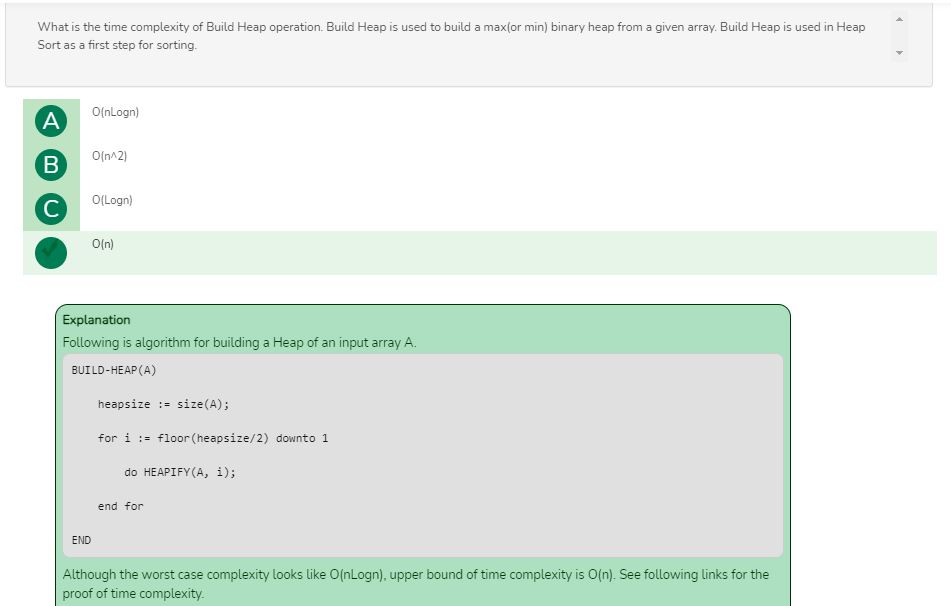 What is the time complexity of Build Heap operation. Build Heap is used to build a max(or min) binary heap from a given array. Build Heap is used in Heap
Sort as a first step for sorting.
A
O(nLogn)
B
O(n^2)
C
O(Logn)
O(n)
Explanation
Following is algorithm for building a Heap of an input array A.
BUILD-HEAP(A)
heapsize := size(A);
for i := floor(heapsize/2) downto 1
do HEAPIFY(A, i);
end for
END
Although the worst case complexity looks like O(nLogn), upper bound of time complexity is O(n). See following links for the
proof of time complexity.